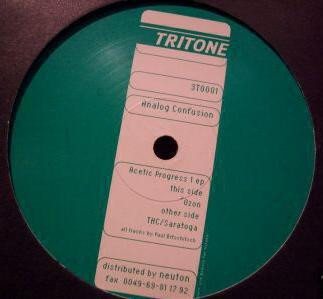 TRITONE
3T0001
Analog Confusion
Acetic Progress 1 ep
this side
Ozon
other side
THC/Saratoga
all tracks by Paul
distributed by neuton
fax 0049-69-81 17 92